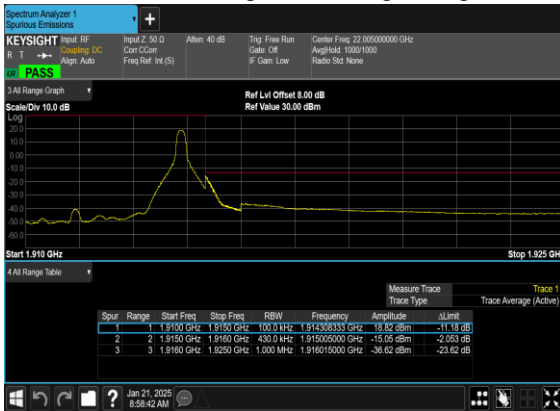 Spectrum Analyzer 1
Spurious Emissions
KEYSIGHT Input: RF Input Z: 50 Ω Atten: 40 dB Trig: Free Run Center Freq: 22.005000000 GHz
R T Coupling: DC Corr CCorr Gate: Off Avg|Hold: 1000/1000
Align: Auto Freq Ref: Int (S) IF Gain: Low Radio Std: None
PASS
3 All Range Graph Ref Lvl Offset 8.00 dB
Scale/Div 10.0 dB Ref Value 30.00 dBm
Log
20.0
10.0
0.00
-10.0
-20.0
-30.0
-40.0
-50.0
-60.0
Start 1.910 GHz Stop 1.925 GH
4 All Range Table
Measure Trace Trace 1
Trace Type Trace Average (Active)
Spur Range Start Freq Stop Freq RBW Frequency Amplitude ΔLimit
1 1 1.9100 GHz 1.9150 GHz 100.0 kHz 1.914308333 GHz 18.82 dBm -11.18 dB
2 2 1.9150 GHz 1.9160 GHz 430.0 kHz 1.915005000 GHz -15.05 dBm -2.053 dB
3 3 1.9160 GHz 1.9250 GHz 1.000 MHz 1.916015000 GHz -36.62 dBm -23.62 dB
Jan 21, 2025
8:58:42 AM